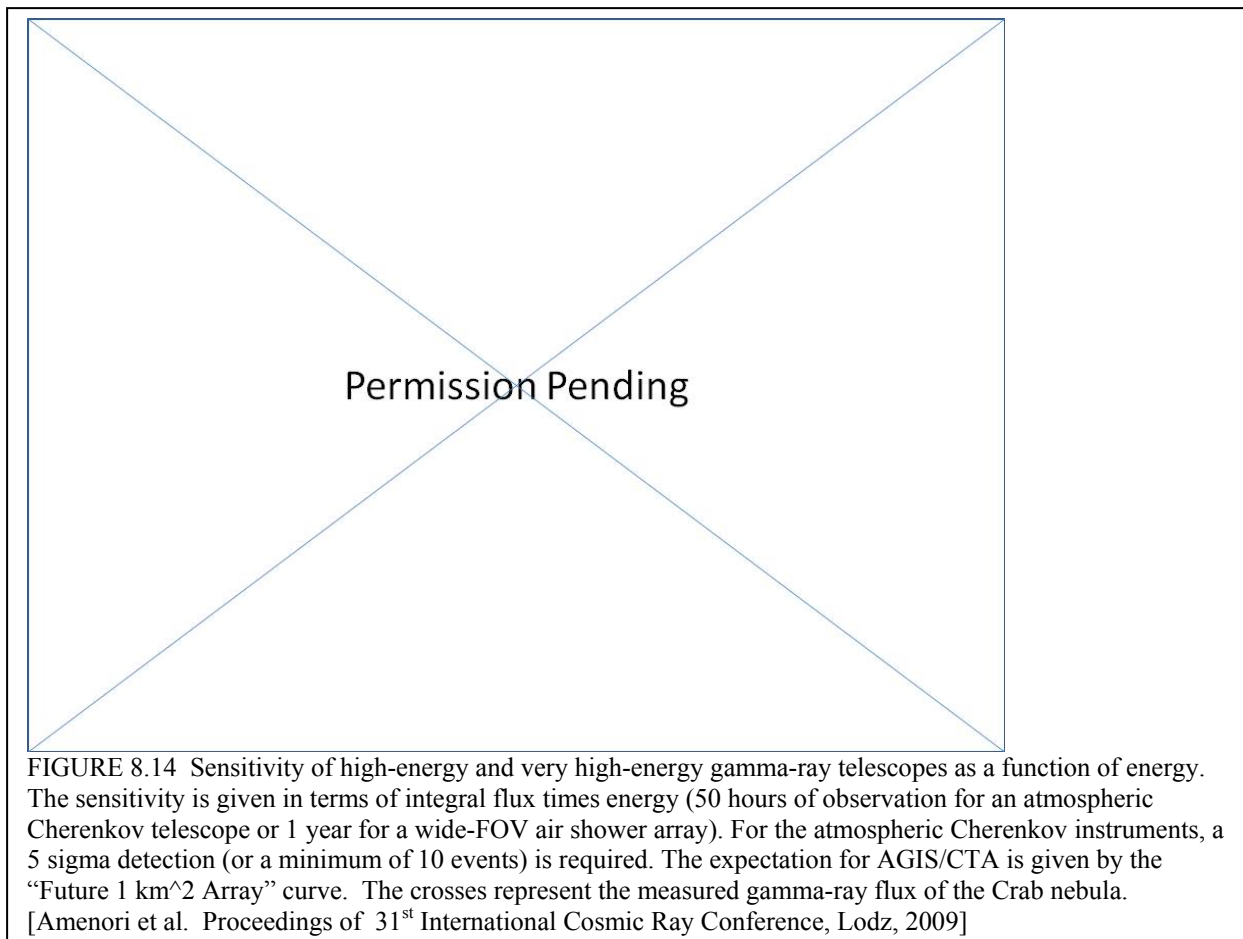 Permission Pending
FIGURE 8.14 Sensitivity of high-energy and very high-energy gamma-ray telescopes as a function of energy.
The sensitivity is given in terms of integral flux times energy (50 hours of observation for an atmospheric
Cherenkov telescope or 1 year for a wide-FOV air shower array). For the atmospheric Cherenkov instruments, a
5 sigma detection (or a minimum of 10 events) is required. The expectation for AGIS/CTA is given by the
“Future 1 km^2 Array” curve. The crosses represent the measured gamma-ray flux of the Crab nebula.
[Amenori et al. Proceedings of 31st International Cosmic Ray Conference, Lodz, 2009]